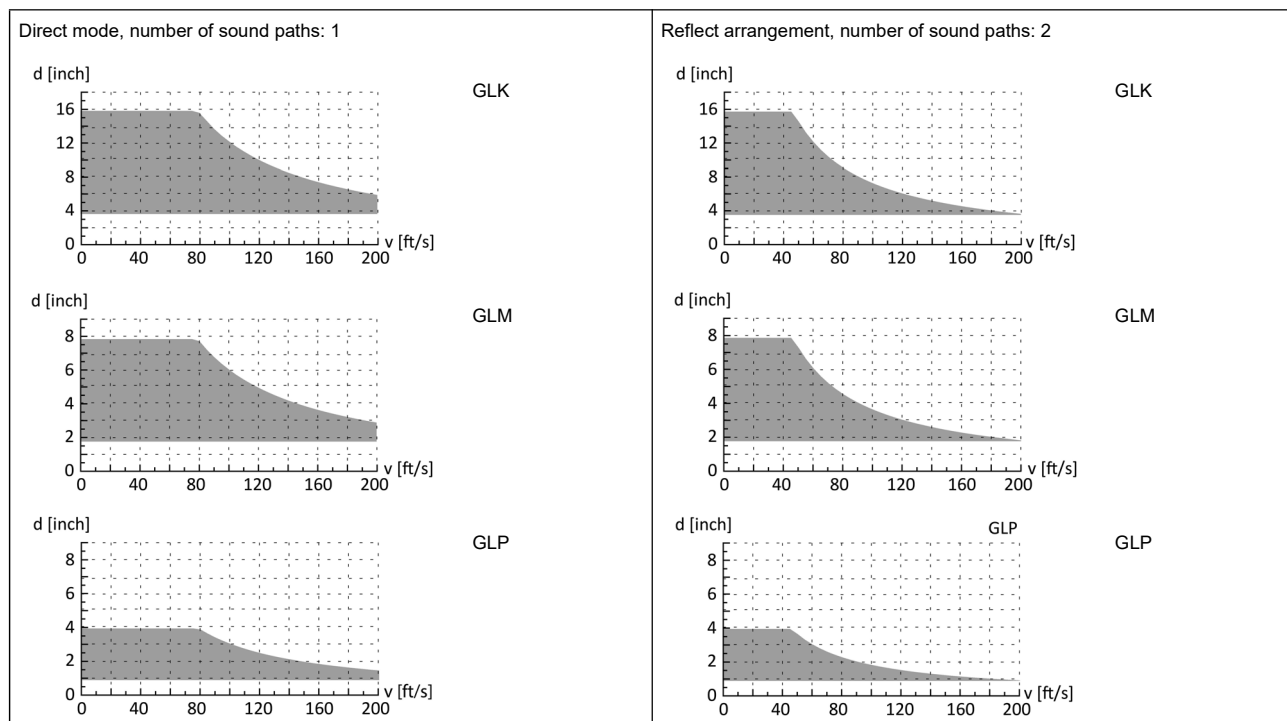 Direct mode, number of sound paths: 1
d [inch]
GLK
16
12
8
4
0
v [ft/s]
0 40 80 120 160 200
d [inch]
GLM
8
6
4
2
0
v [ft/s]
0 40 80 120 160 200
d [inch]
GLP
8
6
4
2
0
v [ft/s]
0 40 80 120 160 200
Reflect arrangement, number of sound paths: 2
d [inch]
GLK
16
12
8
4
0
v [ft/s]
0 40 80 120 160 200
d [inch]
GLM
8
6
4
2
0
v [ft/s]
0 40 80 120 160 200
d [inch]
GLP
GLP
8
6
4
2
0
v [ft/s]
0 40 80 120 160 200